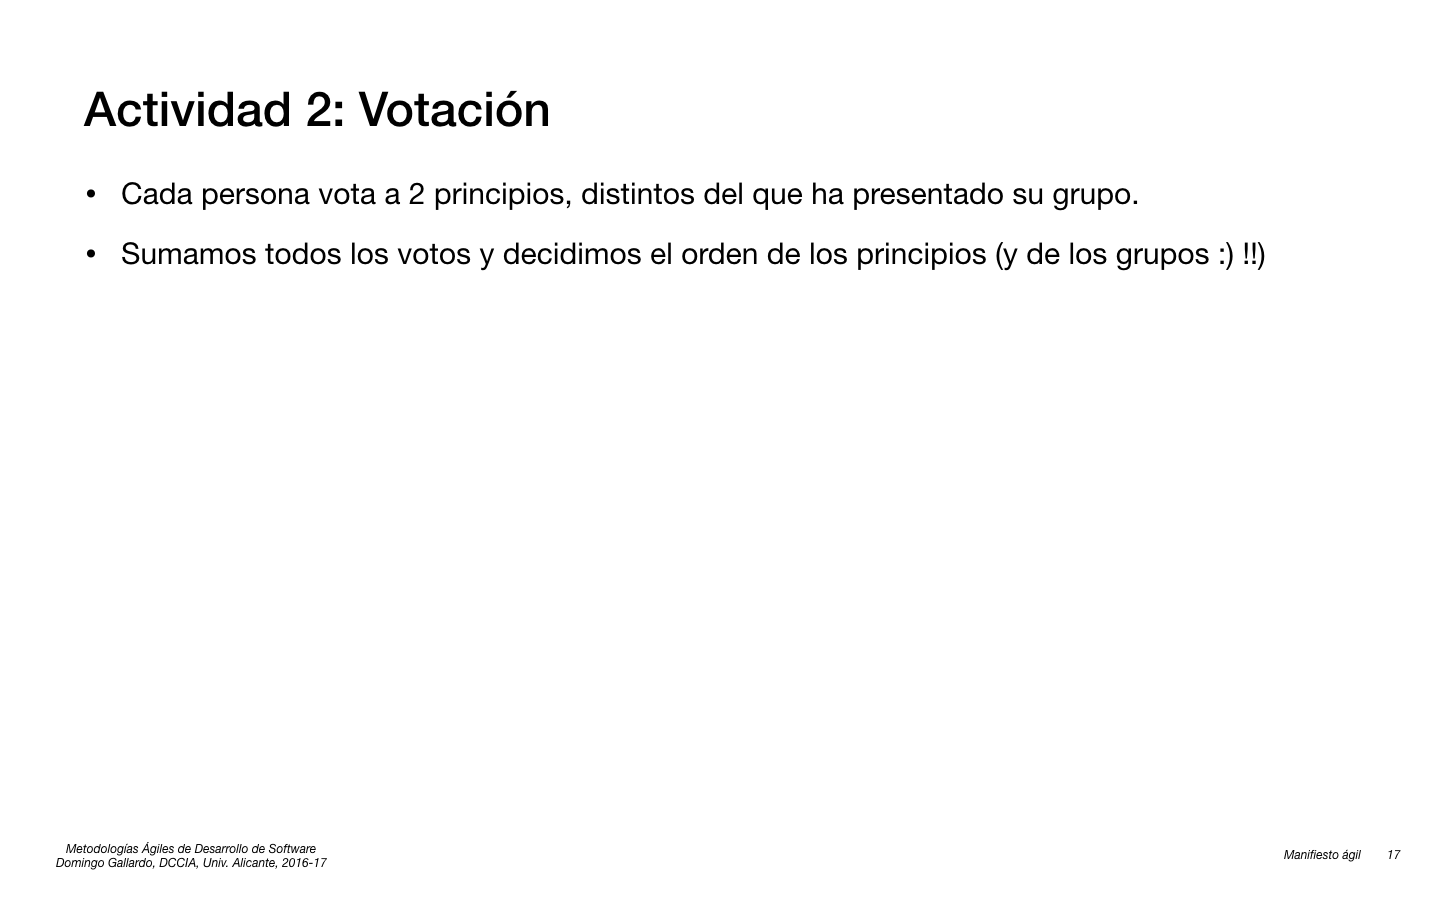 Actividad 2: Votación
• Cada persona vota a 2 principios, distintos del que ha presentado su grupo.
• Sumamos todos los votos y decidimos el orden de los principios (y de los grupos :) !!)
Metodologías Ágiles de Desarrollo de Software
Domingo Gallardo, DCCIA, Univ. Alicante, 2016-17
Manifiesto ágil 17